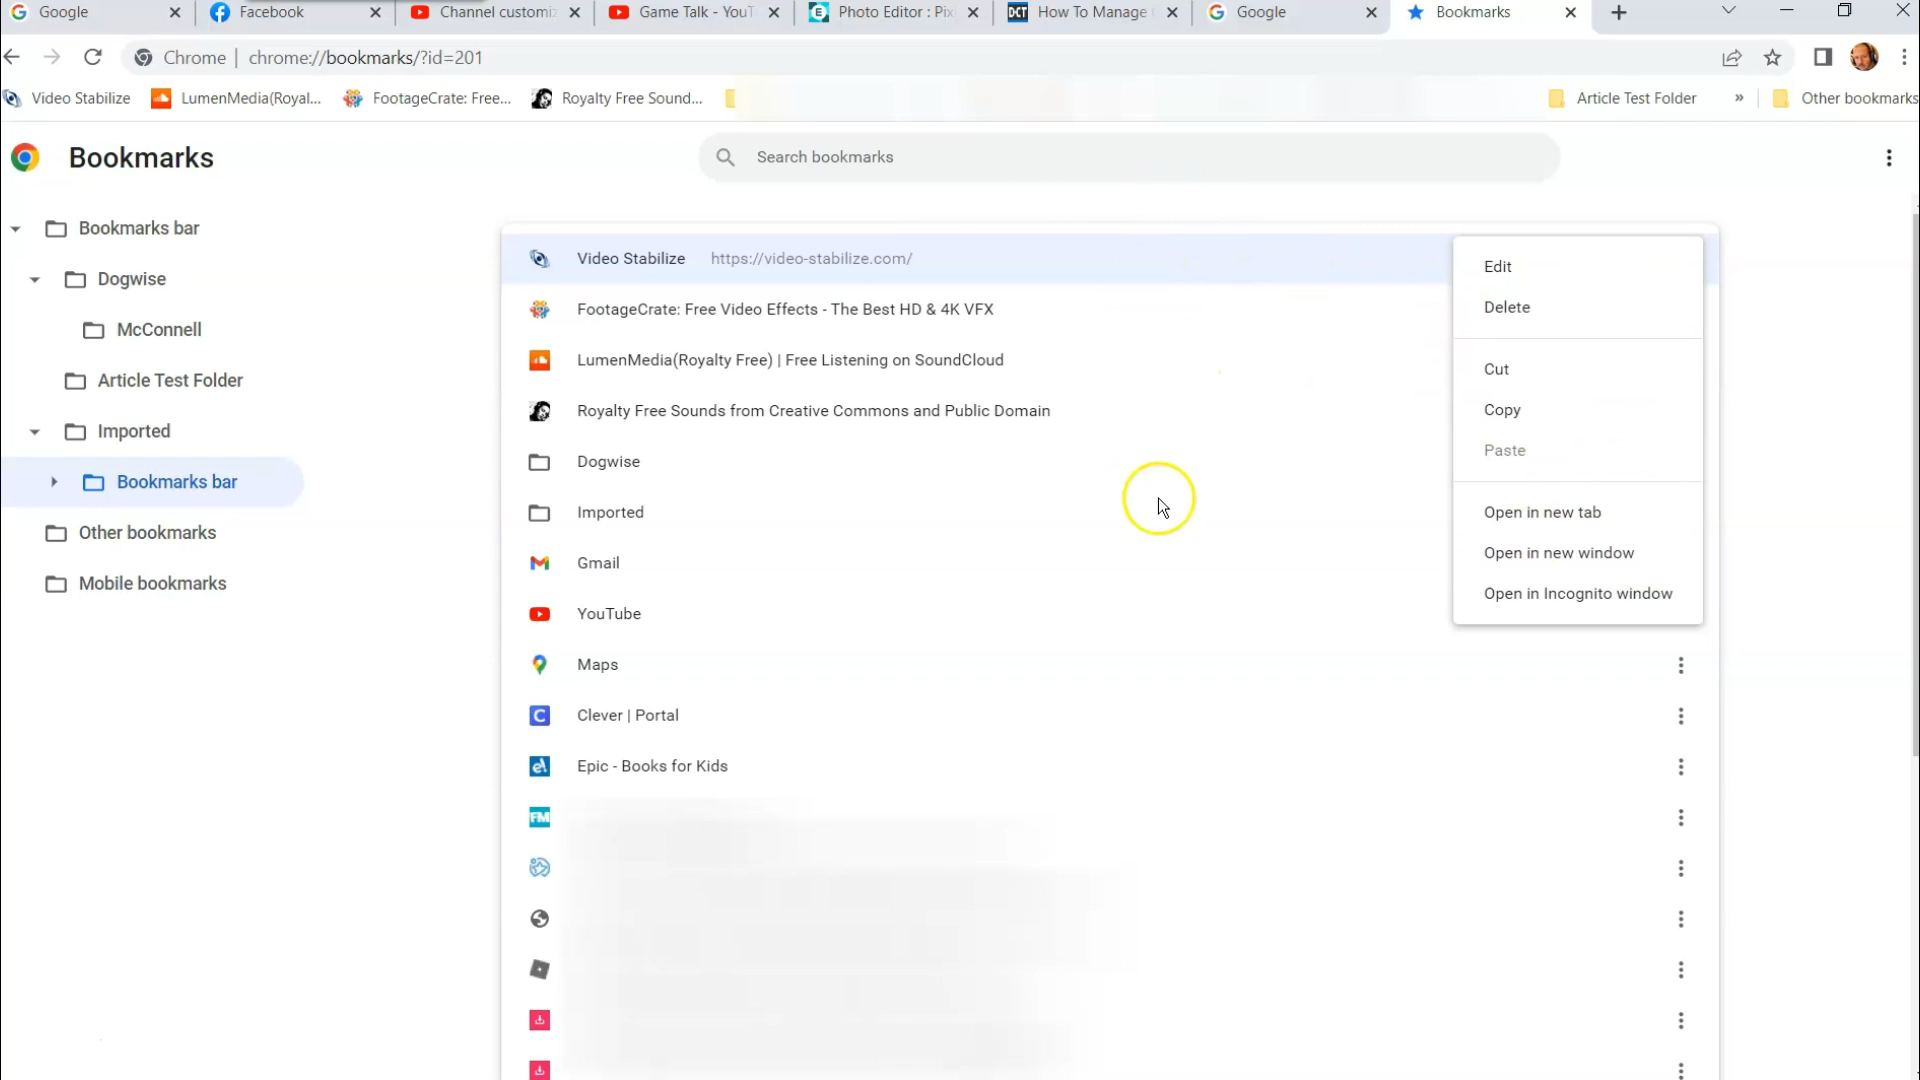 Google
Facebook
Channel customiz
Game Talk - YouT
Photo Editor : Pix
DCT
How To Manage
Google
Bookmarks
Chrome | chrome://bookmarks/?id=201
Video Stabilize
LumenMedia(Royal...
FootageCrate: Free...
Royalty Free Sound...
Article Test Folder
»
Other bookmarks
Bookmarks
Search bookmarks
Bookmarks bar
Dogwise
McConnell
Article Test Folder
Imported
Bookmarks bar
Other bookmarks
Mobile bookmarks
Video Stabilize https://video-stabilize.com/
FootageCrate: Free Video Effects - The Best HD & 4K VFX
LumenMedia(Royalty Free) | Free Listening on SoundCloud
Royalty Free Sounds from Creative Commons and Public Domain
Dogwise
Imported
Gmail
YouTube
Maps
Clever | Portal
Epic - Books for Kids
FM
Edit
Delete
Cut
Copy
Paste
Open in new tab
Open in new window
Open in Incognito window